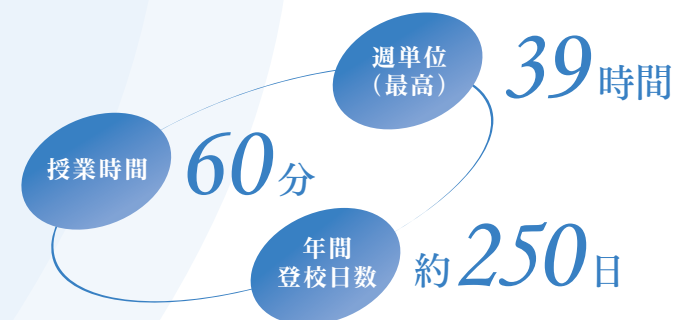 週単位
（最高）
39時間
授業時間
60分
年間
登校日数
約250日